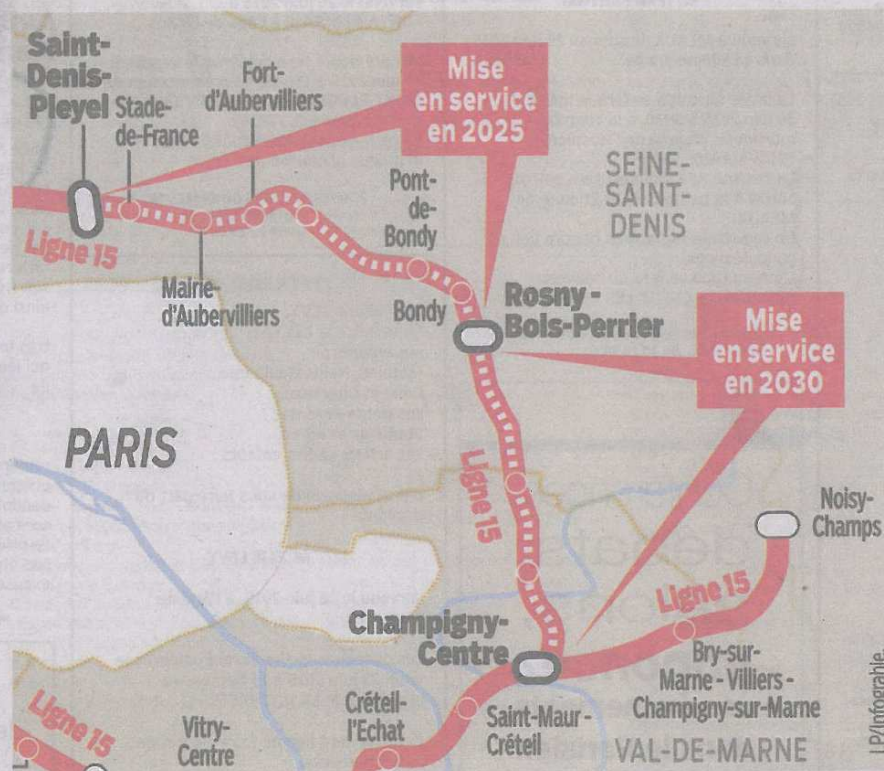 Saint-
Denis-
Pleyel
Stade-
de-France
Fort-
d'Aubervilliers
Mise
en service
en 2025
SEINE-
SAINT-
DENIS
Pont-
de-
Bondy
Ligne 15
Mairie-
d'Aubervilliers
Bondy
Rosny -
Bois-Perrier
Mise
en service
en 2030
PARIS
Ligne 15
Noisy-
Champs
Ligne 15
Champigny-
Centre
Bry-sur-
Marne - Villiers -
Champigny-sur-Marne
Saint-Maur-
Créteil
Créteil-
l'Echat
Vitry-
Centre
Ligne 15
VAL-DE-MARNE
LP/Infographie.